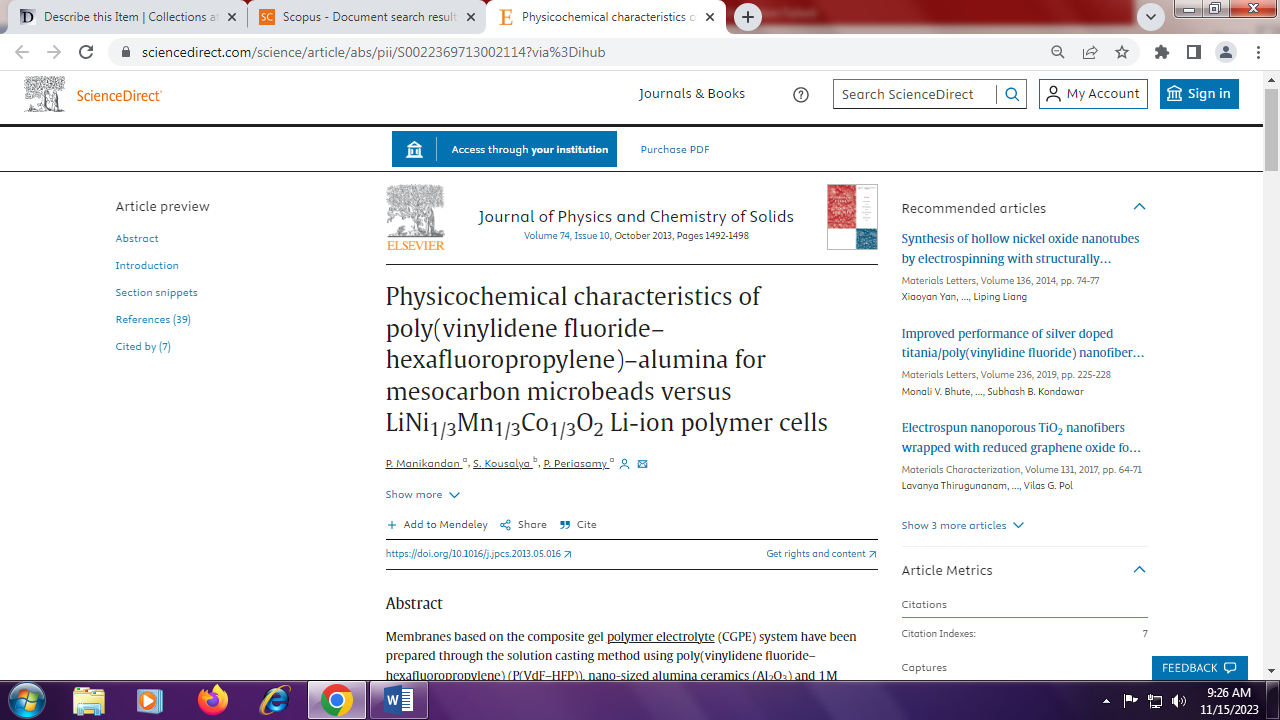 Describe this Item | Collections at
Scopus - Document search result
Physicochemical characteristics o
sciencedirect.com/science/article/abs/pii/S0022369713002114?via%3Dihub
ScienceDirect
Journals & Books
Search ScienceDirect
My Account
Sign in
Access through your institution
Purchase PDF
Article preview
Abstract
Introduction
Section snippets
References (39)
Cited by (7)
ELSEVIER
Journal of Physics and Chemistry of Solids
Volume 74, Issue 10, October 2013, Pages 1492-1498
Physicochemical characteristics of
poly(vinylidene fluoride–
hexafluoropropylene)–alumina for
mesocarbon microbeads versus
LiNi1/3Mn1/3Co1/3O2 Li-ion polymer cells
P. Manikandan a, S. Kousalya b, P. Periasamy a
Show more
Add to Mendeley
Share
Cite
https://doi.org/10.1016/j.jpcs.2013.05.016
Get rights and content
Abstract
Membranes based on the composite gel polymer electrolyte (CGPE) system have been
prepared through the solution casting method using poly(vinylidene fluoride–
hexafluoropropylene) (P(VdF–HFP)), nano-sized alumina ceramics (Al2O3) and 1M
Recommended articles
Synthesis of hollow nickel oxide nanotubes
by electrospinning with structurally…
Materials Letters, Volume 136, 2014, pp. 74-77
Xiaoyan Yan, …, Liping Liang
Improved performance of silver doped
titania/poly(vinylidine fluoride) nanofiber…
Materials Letters, Volume 236, 2019, pp. 225-228
Monali V. Bhute, …, Subhash B. Kondawar
Electrospun nanoporous TiO2 nanofibers
wrapped with reduced graphene oxide fo…
Materials Characterization, Volume 131, 2017, pp. 64-71
Lavanya Thirugunanam, …, Vilas G. Pol
Show 3 more articles
Article Metrics
Citations
Citation Indexes: 7
Captures
FEEDBACK
9:26 AM
11/15/2023